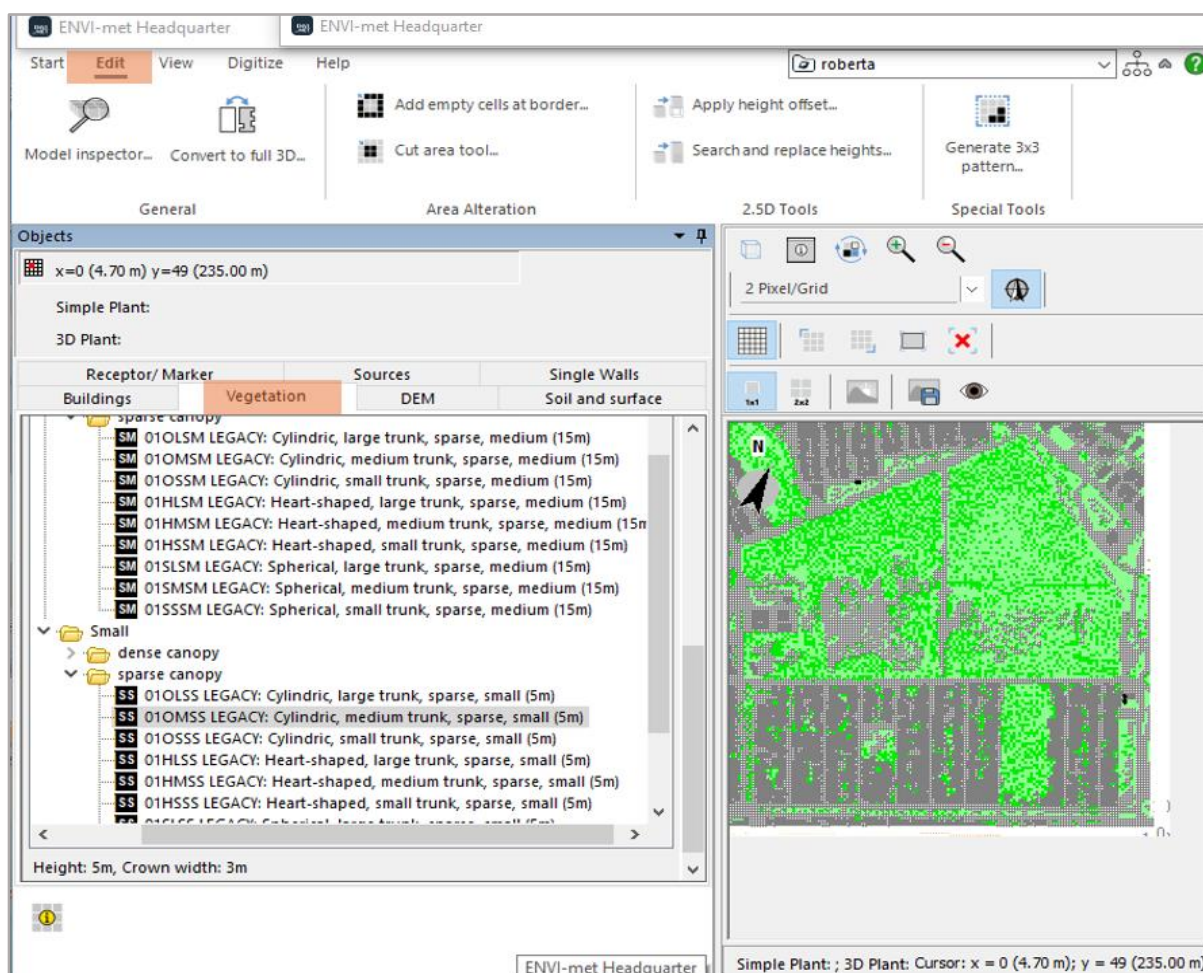 ENVI-met Headquarter
ENVI-met Headquarter
Start Edit View Digitize Help
roberta
Model inspector...
Convert to full 3D...
General
Add empty cells at border...
Cut area tool...
Area Alteration
Apply height offset...
Search and replace heights...
2.5D Tools
Generate 3x3
pattern...
Special Tools
Objects
x=0 (4.70 m) y=49 (235.00 m)
Simple Plant:
3D Plant:
Receptor/ Marker Sources Single Walls
Buildings Vegetation DEM Soil and surface
sparse canopy
SM 01OLSM LEGACY: Cylindric, large trunk, sparse, medium (15m)
SM 01OMSM LEGACY: Cylindric, medium trunk, sparse, medium (15m)
SM 01OSSM LEGACY: Cylindric, small trunk, sparse, medium (15m)
SM 01HLSM LEGACY: Heart-shaped, large trunk, sparse, medium (15m)
SM 01HMSM LEGACY: Heart-shaped, medium trunk, sparse, medium (15m
SM 01HSSM LEGACY: Heart-shaped, small trunk, sparse, medium (15m)
SM 01SLSM LEGACY: Spherical, large trunk, sparse, medium (15m)
SM 01SMSM LEGACY: Spherical, medium trunk, sparse, medium (15m)
SM 01SSSM LEGACY: Spherical, small trunk, sparse, medium (15m)
Small
dense canopy
sparse canopy
SS 01OLSS LEGACY: Cylindric, large trunk, sparse, small (5m)
SS 01OMSS LEGACY: Cylindric, medium trunk, sparse, small (5m)
SS 01OSSS LEGACY: Cylindric, small trunk, sparse, small (5m)
SS 01HLSS LEGACY: Heart-shaped, large trunk, sparse, small (5m)
SS 01HMSS LEGACY: Heart-shaped, medium trunk, sparse, small (5m)
SS 01HSSS LEGACY: Heart-shaped, small trunk, sparse, small (5m)
Height: 5m, Crown width: 3m
ENVI-met Headquarter
2 Pixel/Grid
1x1 2x2
N
Simple Plant: ; 3D Plant: Cursor: x = 0 (4.70 m); y = 49 (235.00 m)